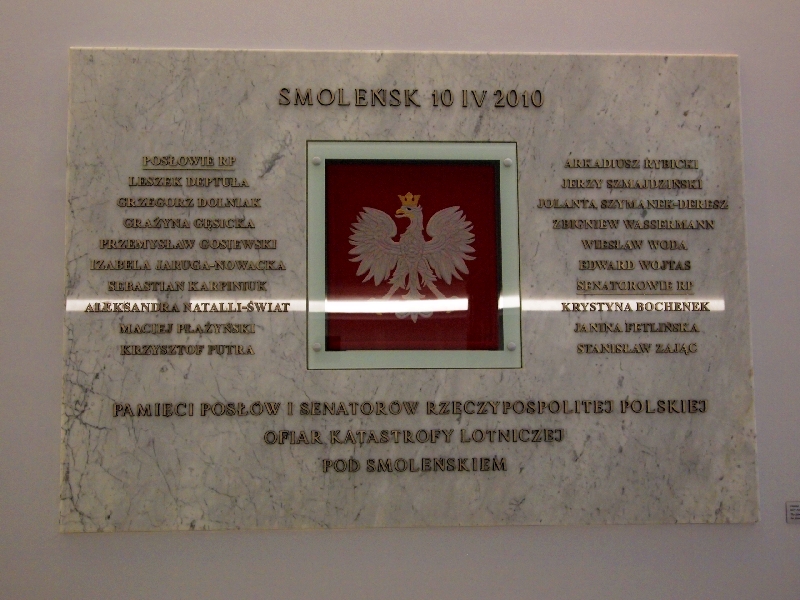 SMOLEŃSK 10 IV 2010
POSŁOWIE RP
LESZEK DEPTUŁA
GRZEGORZ DOLNIAK
GRAŻYNA GĘSICKA
PRZEMYSŁAW GOSIEWSKI
IZABELA JARUGA-NOWACKA
SEBASTIAN KARPINIUK
ALEKSANDRA NATALLI-ŚWIAT
MACIEJ PŁAŻYŃSKI
KRZYSZTOF PUTRA
ARKADIUSZ RYBICKI
JERZY SZMAJDZIŃSKI
JOLANTA SZYMANEK-DERESZ
ZBIGNIEW WASSERMANN
WIESŁAW WODA
EDWARD WOJTAS
SENATOROWIE RP
KRYSTYNA BOCHENEK
JANINA FETLIŃSKA
STANISŁAW ZAJĄC
PAMIĘCI POSŁÓW I SENATORÓW RZECZYPOSPOLITEJ POLSKIEJ
OFIAR KATASTROFY LOTNICZEJ
POD SMOLEŃSKIEM